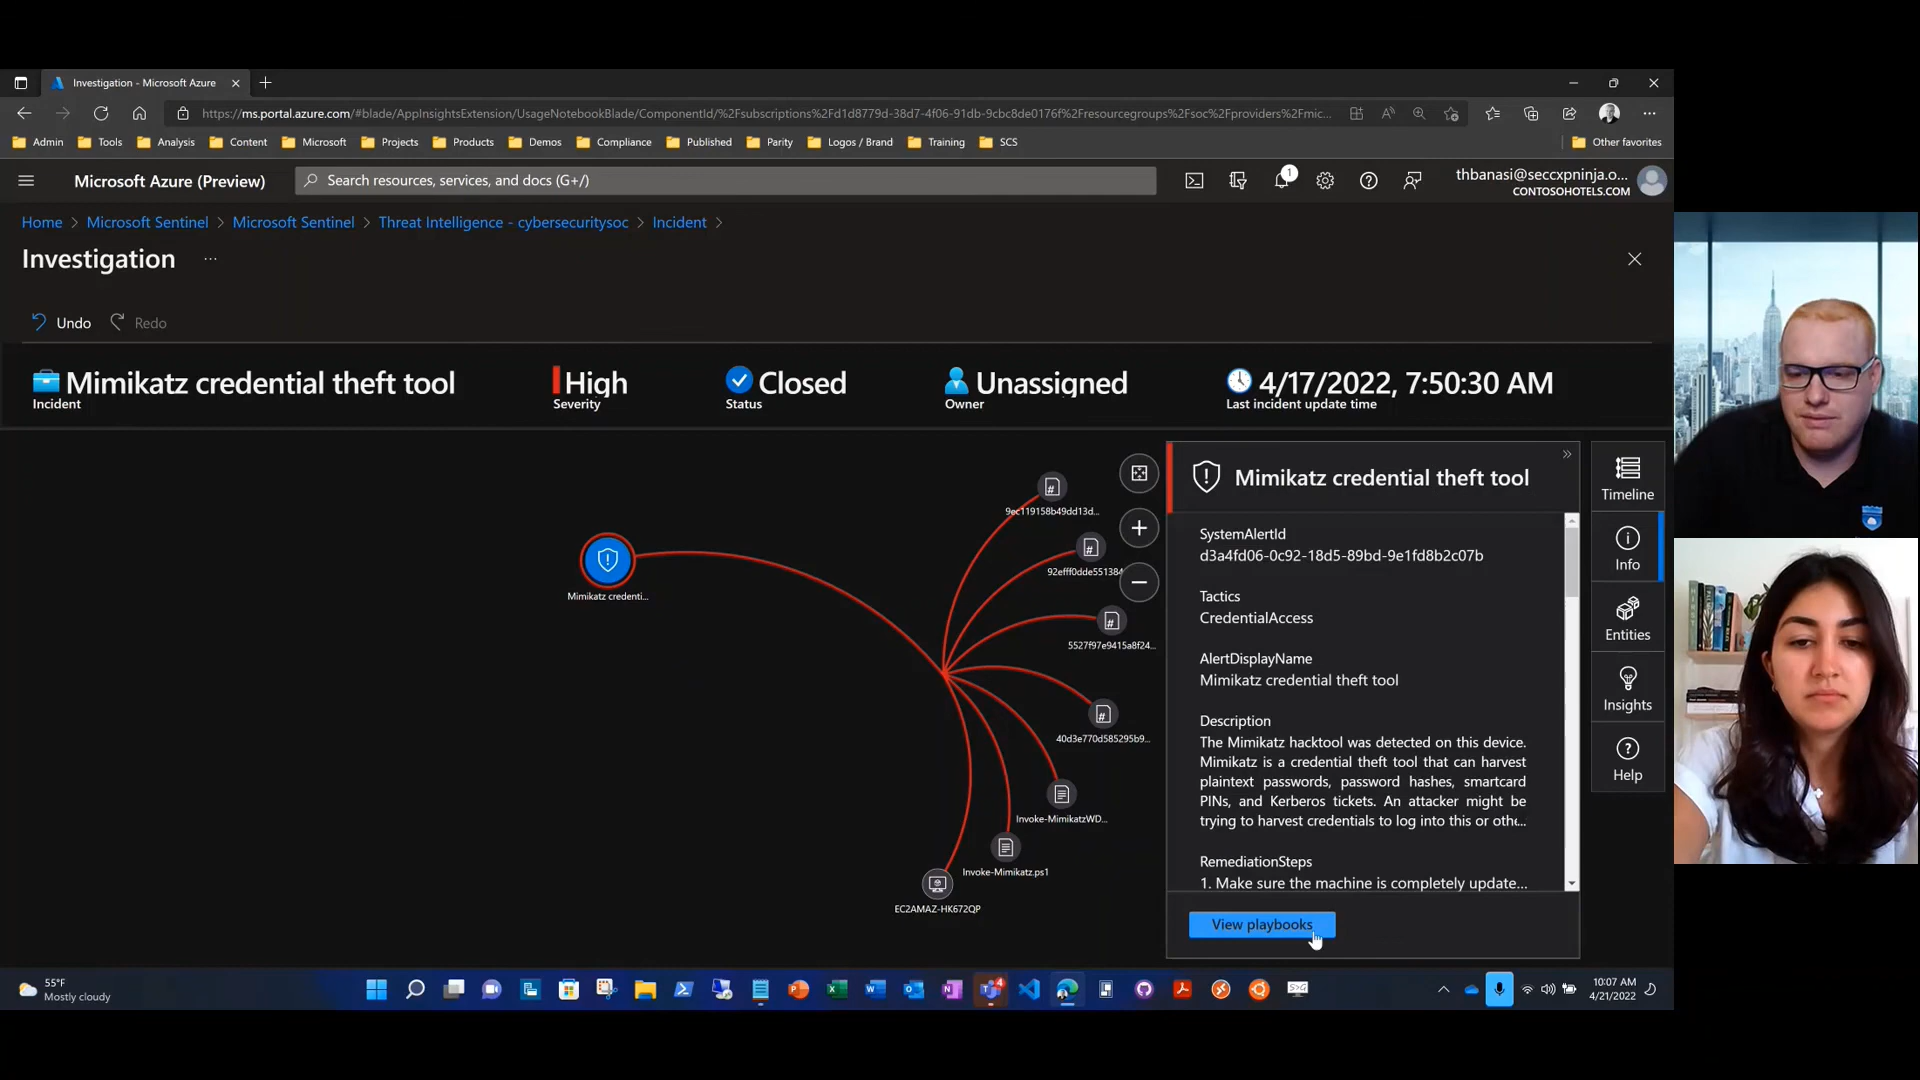 Investigation - Microsoft Azure
https://ms.portal.azure.com/#blade/AppInsightsExtension/UsageNotebookBlade/ComponentId/%2Fsubscriptions%2Fd1d8779d-38d7-4f06-91db-9cbc8de0176f%2Fresourcegroups%2Fsoc%2Fproviders%2Fmic...
Admin Tools Analysis Content Microsoft Projects Products Demos Compliance Published Parity Logos / Brand Training SCS Other favorites
Microsoft Azure (Preview)
Search resources, services, and docs (G+/)
1
thbanasi@seccxpninja.o...
CONTOSOHOTELS.COM
Home > Microsoft Sentinel > Microsoft Sentinel > Threat Intelligence - cybersecuritysoc > Incident >
Investigation ...
Undo Redo
Mimikatz credential theft tool
Incident
High
Severity
Closed
Status
Unassigned
Owner
4/17/2022, 7:50:30 AM
Last incident update time
Mimikatz credenti...
9ec119158b49dd13d...
92efff0dde551384
5527f97e9415a8f24...
40d3e770d585295b9...
Invoke-MimikatzWD...
Invoke-Mimikatz.ps1
EC2AMAZ-HK672QP
Mimikatz credential theft tool
SystemAlertId
d3a4fd06-0c92-18d5-89bd-9e1fd8b2c07b
Tactics
CredentialAccess
AlertDisplayName
Mimikatz credential theft tool
Description
The Mimikatz hacktool was detected on this device.
Mimikatz is a credential theft tool that can harvest
plaintext passwords, password hashes, smartcard
PINs, and Kerberos tickets. An attacker might be
trying to harvest credentials to log into this or othe...
RemediationSteps
1. Make sure the machine is completely update...
View playbooks
Timeline
Info
Entities
Insights
Help
55°F
Mostly cloudy
4
10:07 AM
4/21/2022